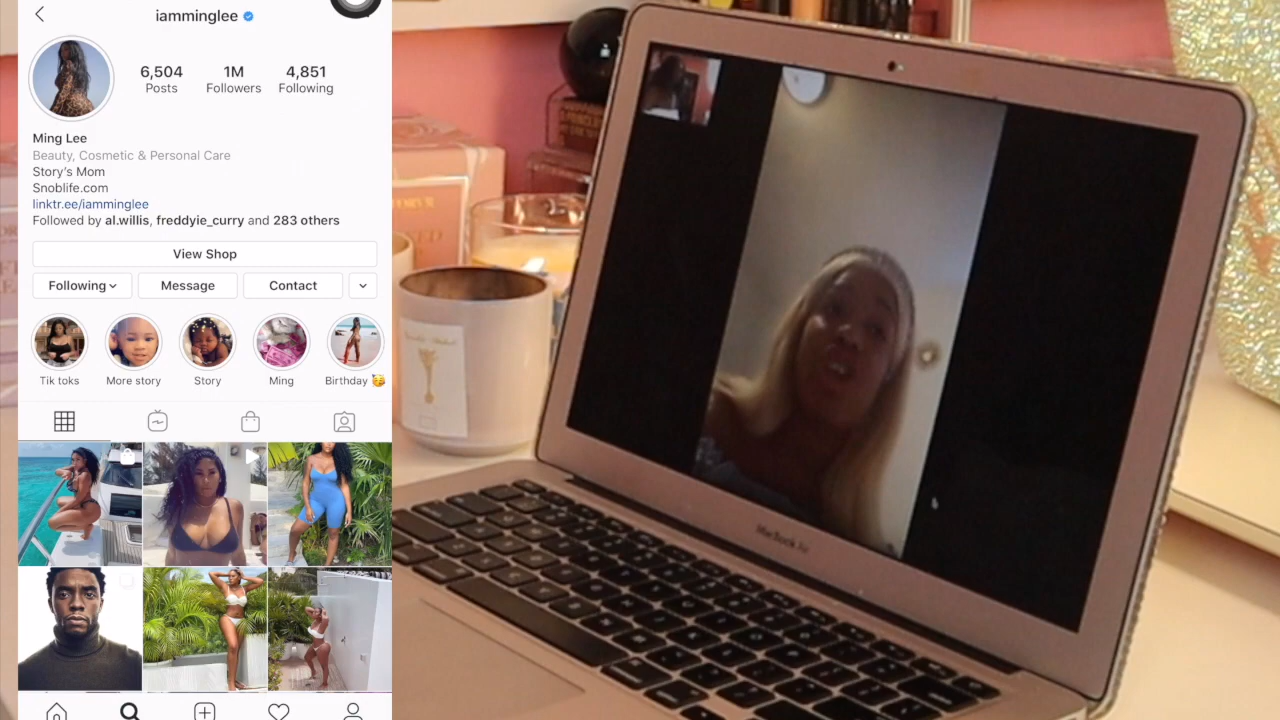 iamminglee
6,504 1M 4,851
Posts Followers Following
Ming Lee
Beauty, Cosmetic & Personal Care
Story's Mom
Snoblife.com
linktr.ee/iamminglee
Followed by al.willis, freddyie_curry and 283 others
View Shop
Following Message Contact
Tik toks More story Story Ming Birthday 🥳
MacBook Air